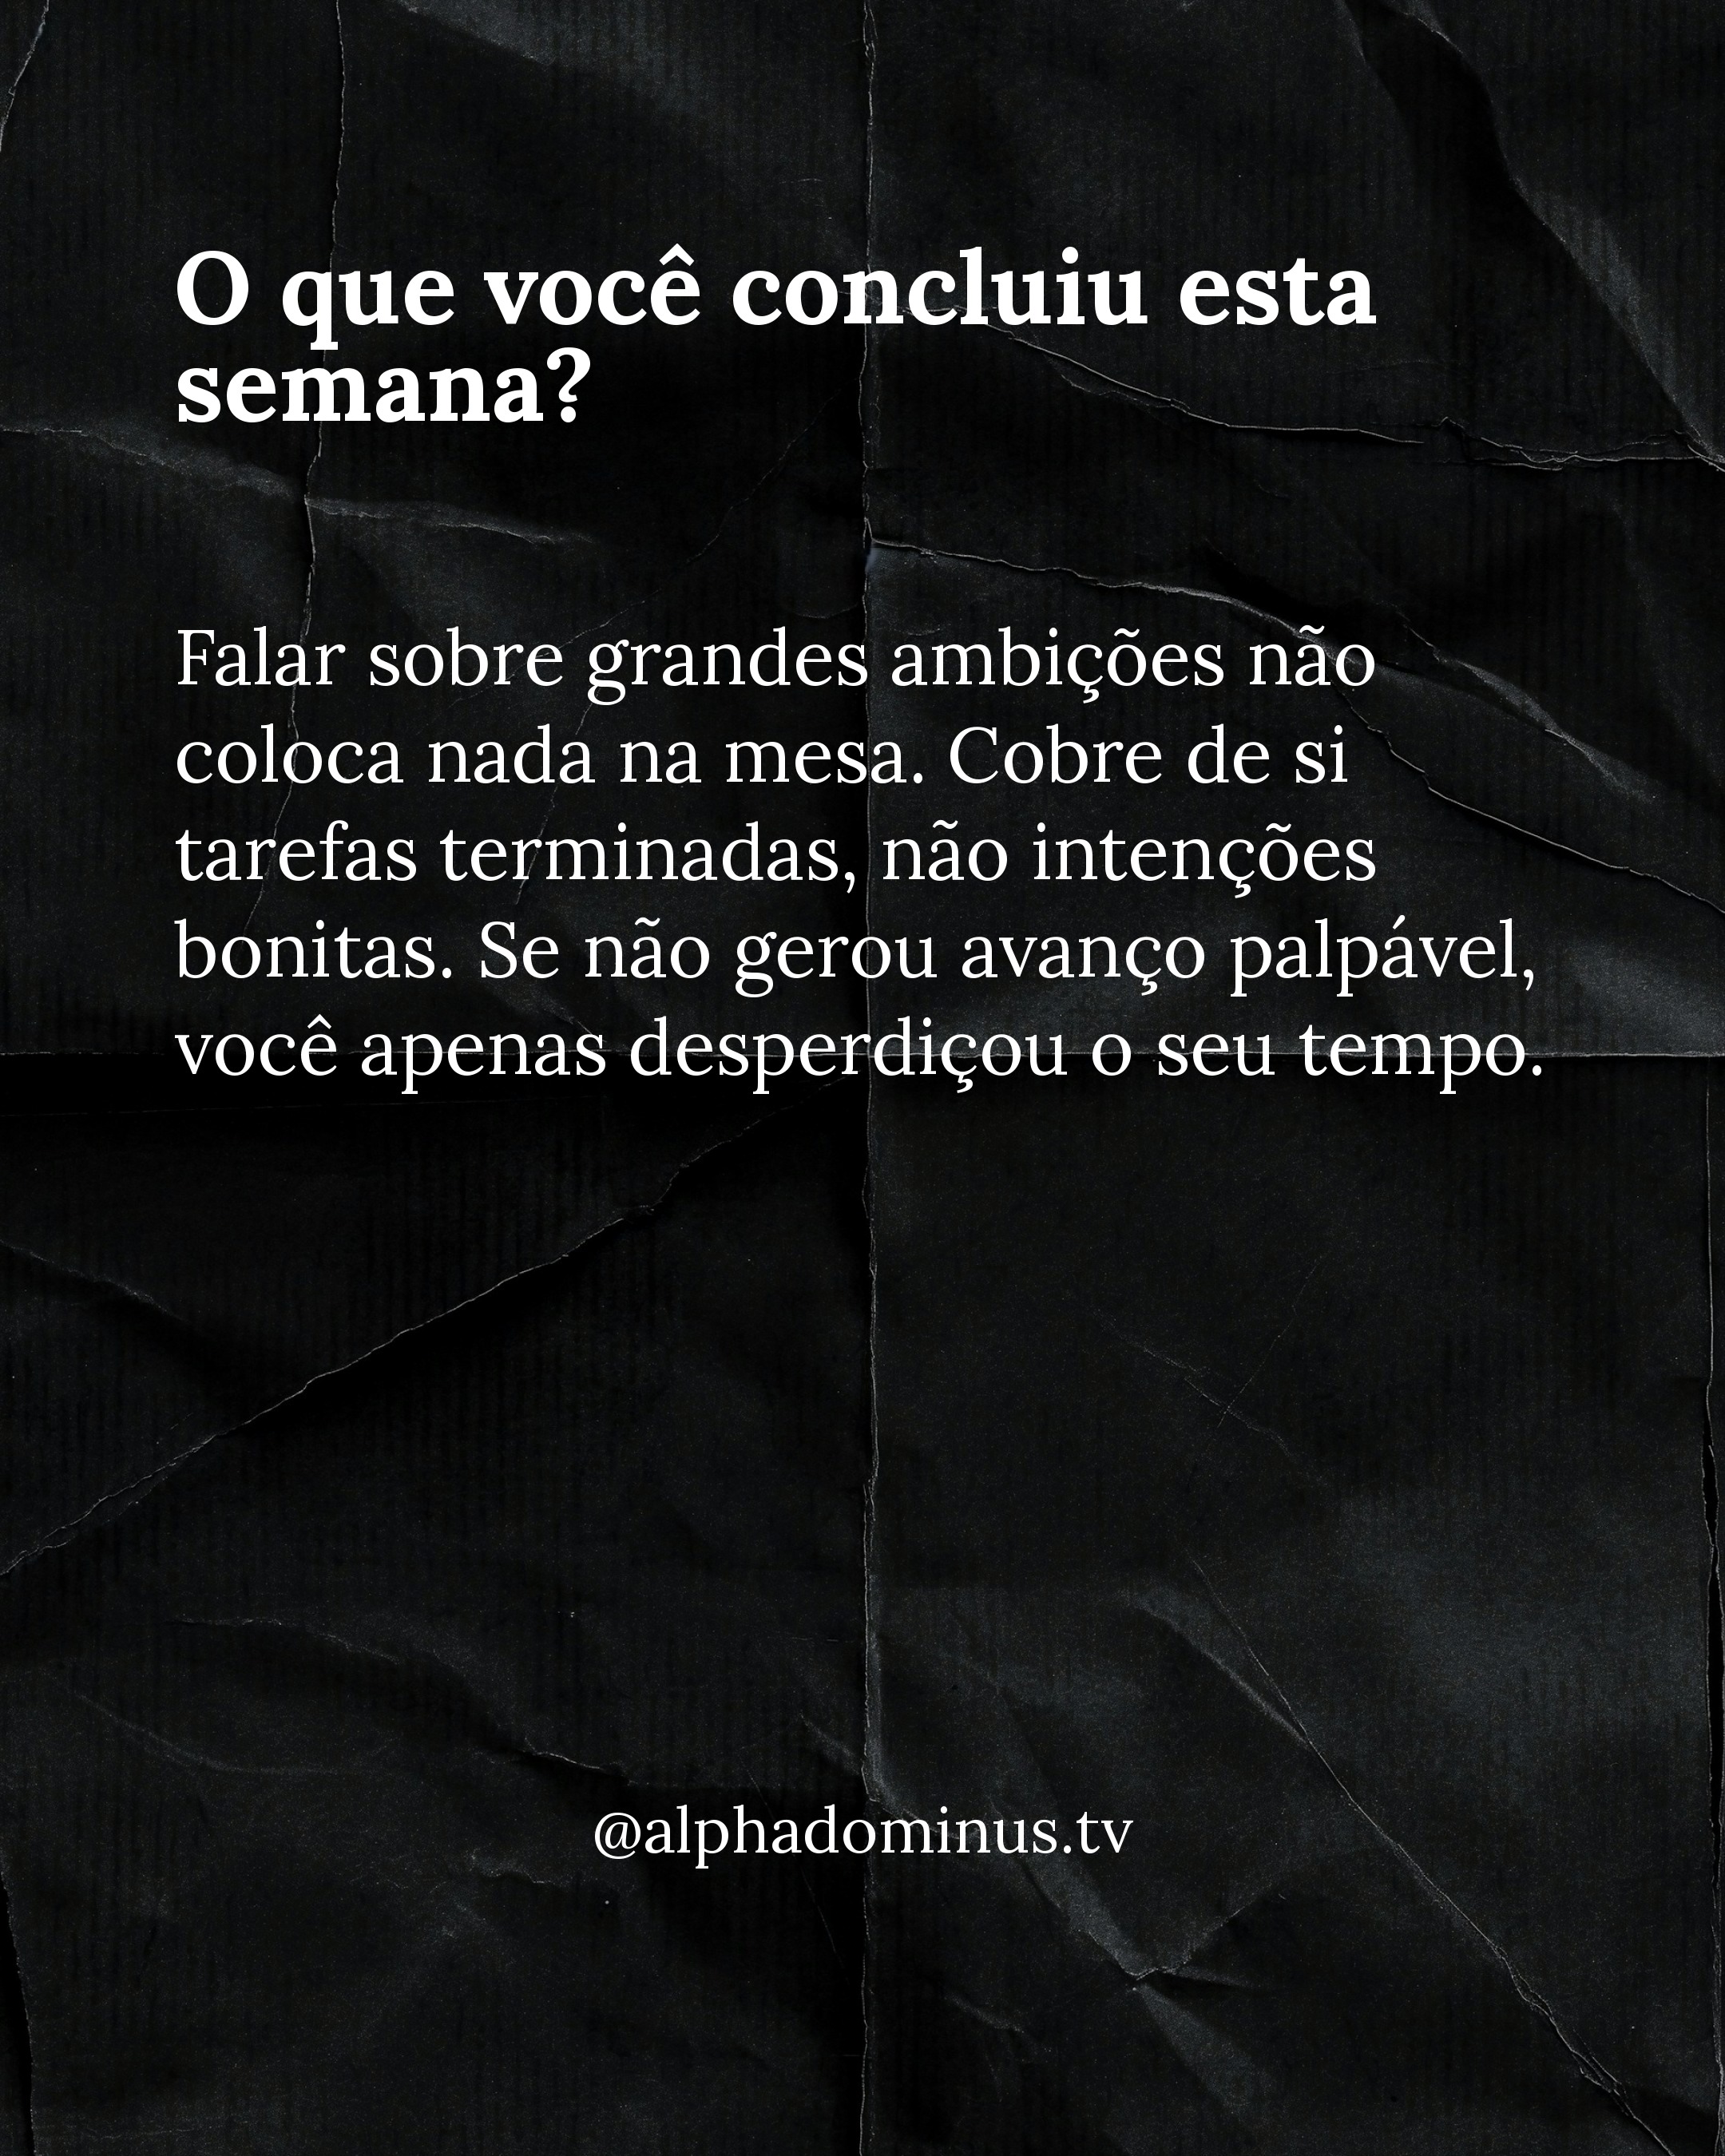 O que você concluiu esta
semana?
Falar sobre grandes ambições não
coloca nada na mesa. Cobre de si
tarefas terminadas, não intenções
bonitas. Se não gerou avanço palpável,
você apenas desperdiçou o seu tempo.
@alphadominus.tv